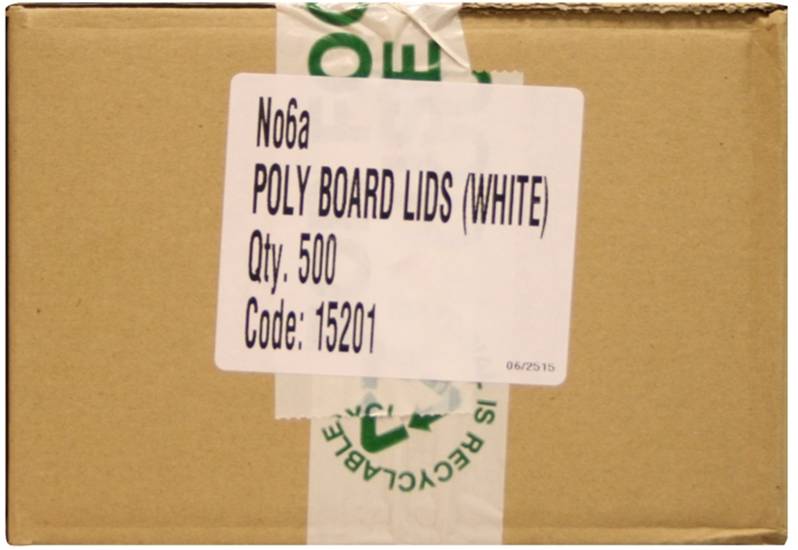 No6a
POLY BOARD LIDS (WHITE)
Qty. 500
Code: 15201
06/2515
IS RECYCLABLE